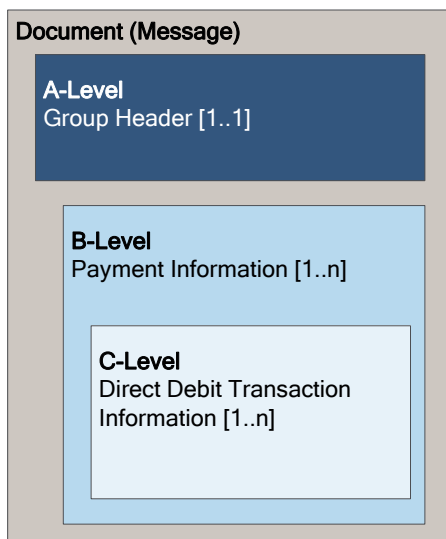 Document (Message)
A-Level
Group Header [1..1]
B-Level
Payment Information [1..n]
C-Level
Direct Debit Transaction
Information [1..n]